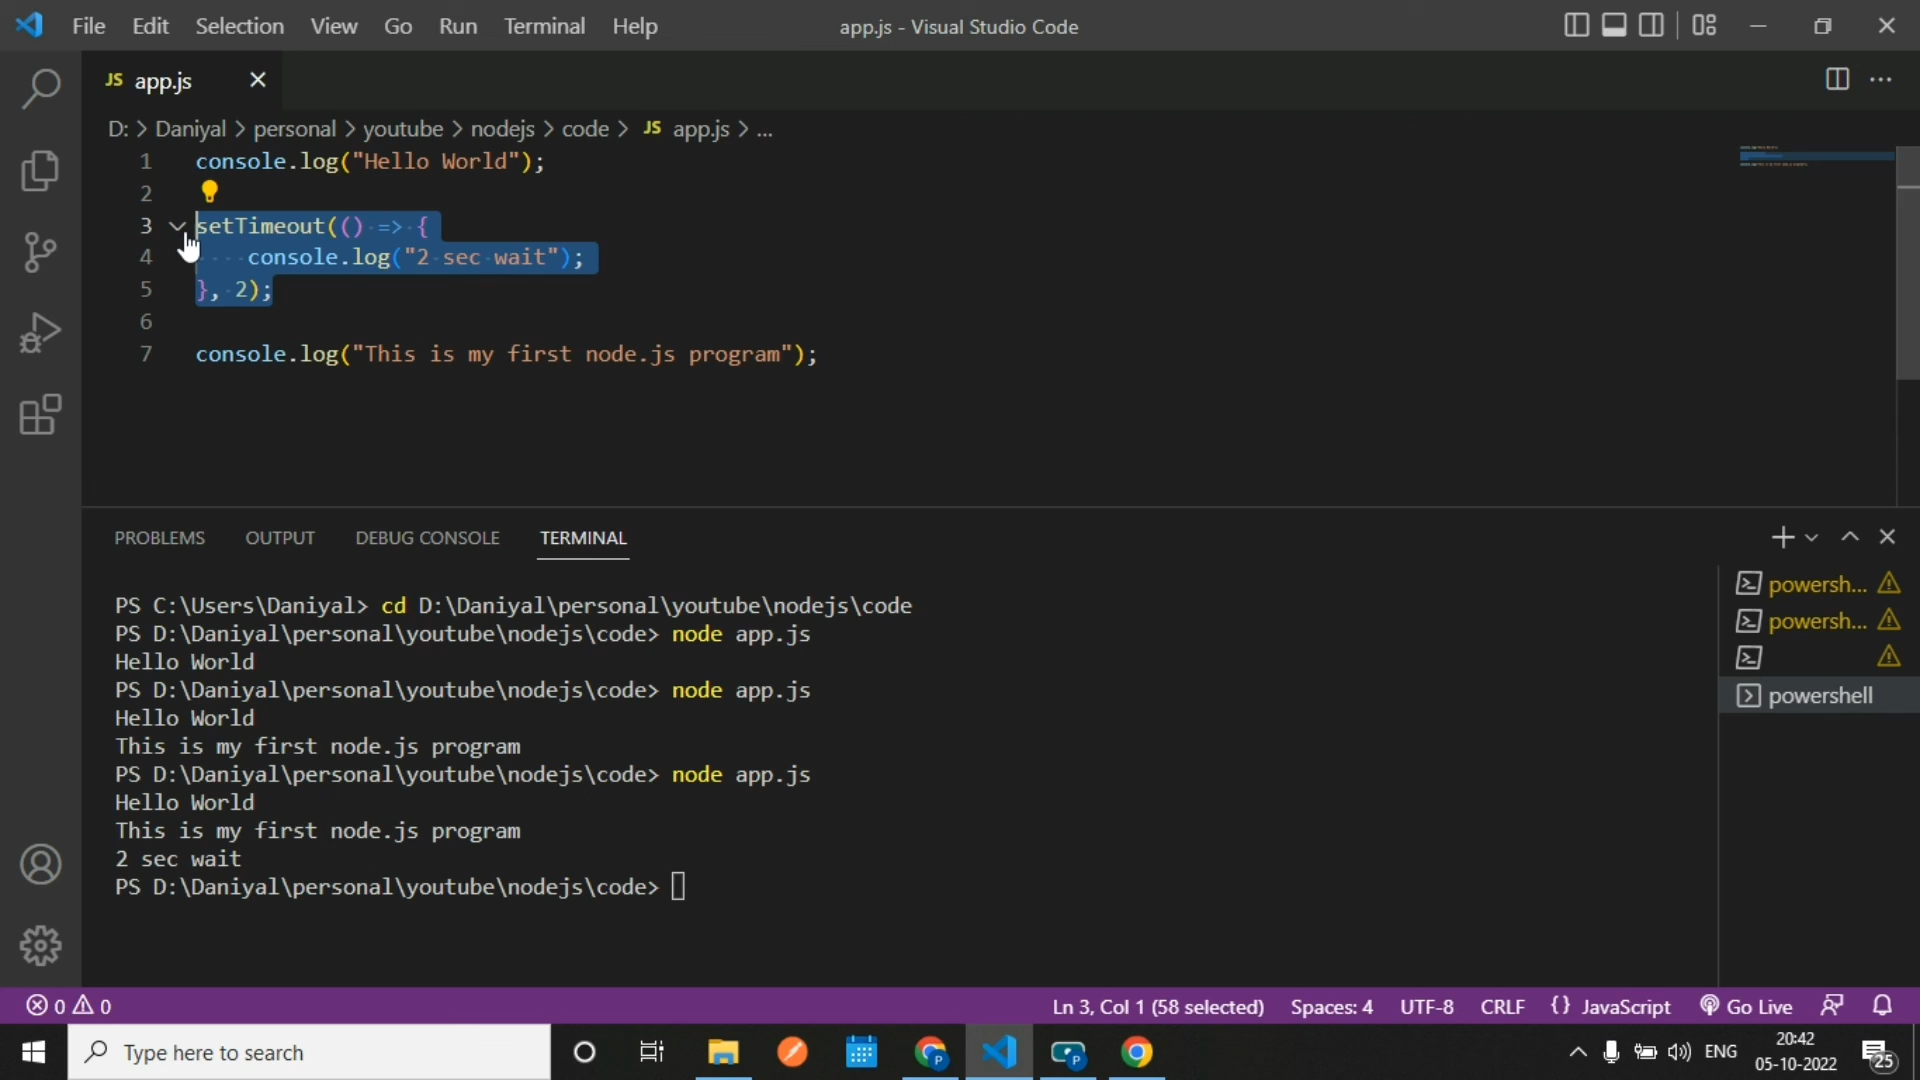 File Edit Selection View Go Run Terminal Help app.js - Visual Studio Code
JS app.js
D: > Daniyal > personal > youtube > nodejs > code > JS app.js > ...
1 console.log("Hello World");
2
3 setTimeout(() => {
4 console.log("2 sec wait");
5 }, 2);
6
7 console.log("This is my first node.js program");
PROBLEMS OUTPUT DEBUG CONSOLE TERMINAL
PS C:\Users\Daniyal> cd D:\Daniyal\personal\youtube\nodejs\code
PS D:\Daniyal\personal\youtube\nodejs\code> node app.js
Hello World
PS D:\Daniyal\personal\youtube\nodejs\code> node app.js
Hello World
This is my first node.js program
PS D:\Daniyal\personal\youtube\nodejs\code> node app.js
Hello World
This is my first node.js program
2 sec wait
PS D:\Daniyal\personal\youtube\nodejs\code>
powersh...
powersh...
powershell
0 0 Ln 3, Col 1 (58 selected) Spaces: 4 UTF-8 CRLF {} JavaScript Go Live
Type here to search
P
P
ENG
20:42
05-10-2022
25